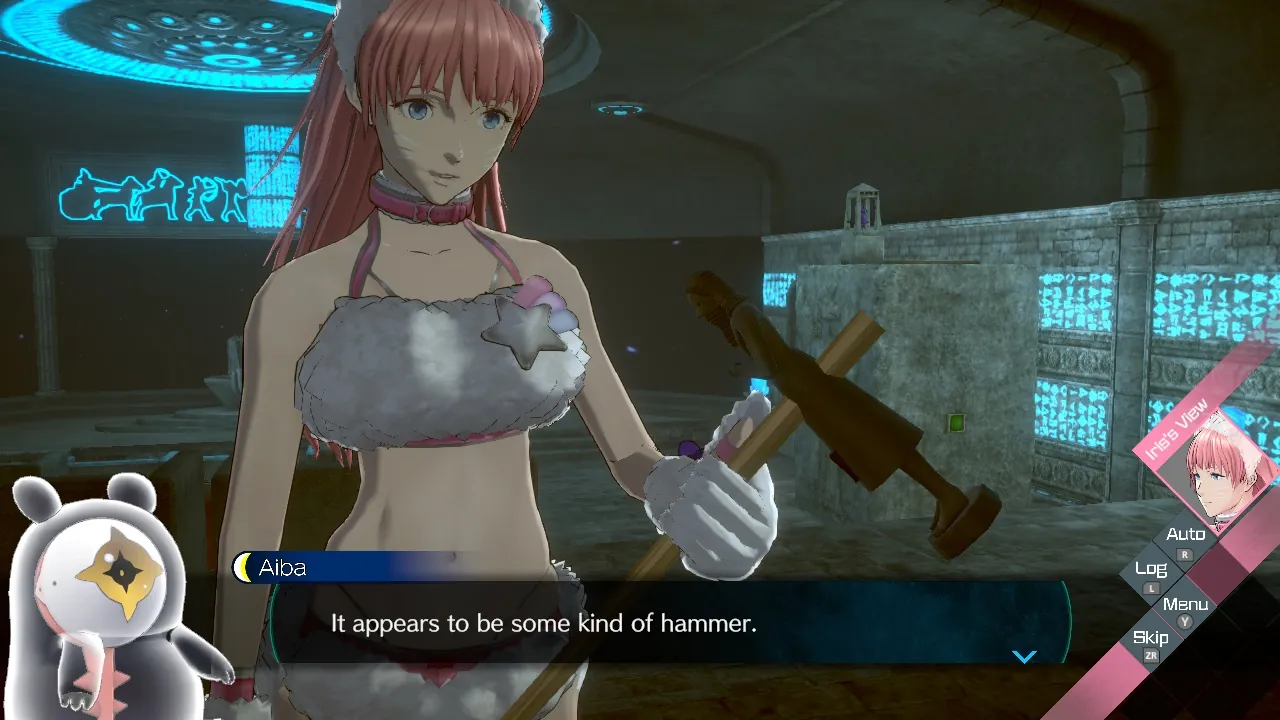 Iris's View
Auto
R
Log
L
Menu
Y
Skip
ZR
Aiba
It appears to be some kind of hammer.